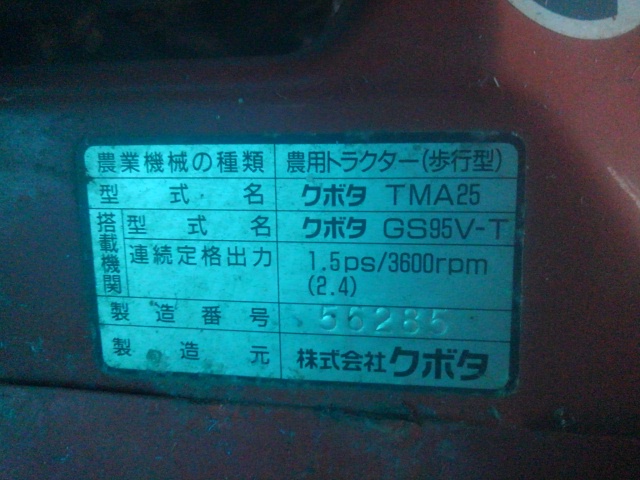 農業機械の種類 農用トラクター(歩行型)
型式名 クボタ TMA25
搭載機関 型式名 クボタ GS95V-T
連続定格出力 1.5ps/3600rpm
(2.4)
製造番号 56285
製造元 株式会社クボタ